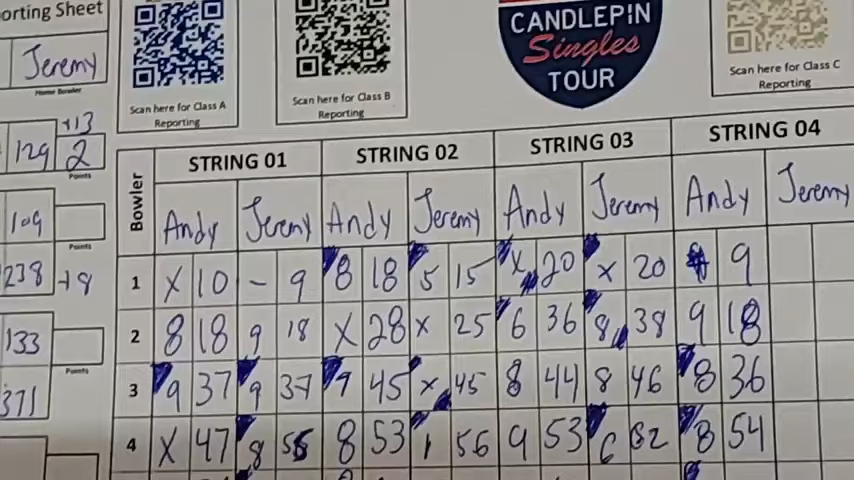 orting Sheet
Jeremy
Home Bowler
Scan here for Class A
Reporting
Scan here for Class B
Reporting
CANDLEPIN
Singles
TOUR
Scan here for Class C
Reporting
+13
129 2
Points
109
Points
238 +8
133
Points
371
Bowler STRING 01 STRING 02 STRING 03 STRING 04
Andy Jeremy Andy Jeremy Andy Jeremy Andy Jeremy
1 X 10 - 9 8 18 5 15 X 20 X 20 9
2 8 18 9 18 X 28 X 25 6 36 8 38 9 18
3 9 37 9 37 9 45 X 45 8 44 8 46 8 36
4 X 47 8 8 53 1 56 9 53 6 8 54